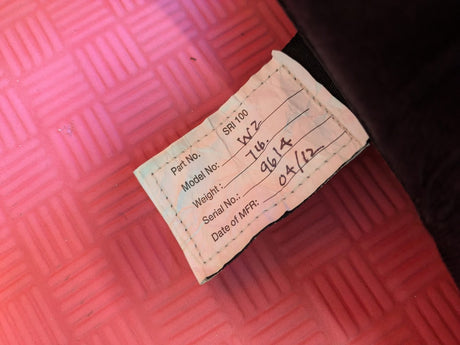 Part No. SRI 100
Model No: W2
Weight: 7lb.
Serial No.: 9614
Date of MFR: 04/12